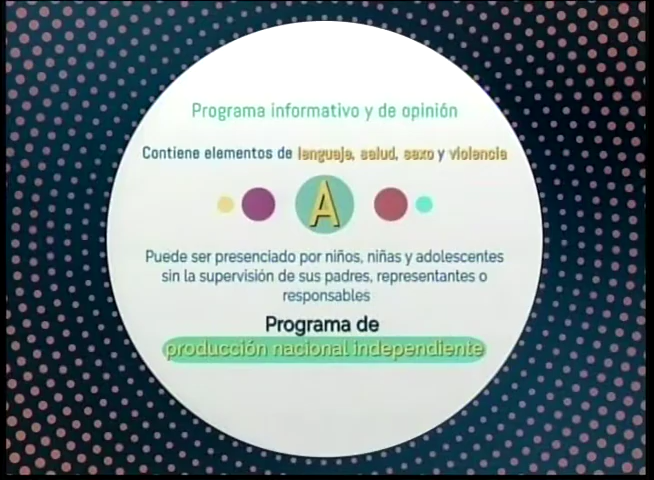 Programa informativo y de opinión
Contiene elementos de lenguaje, salud, sexo y violencia
A
Puede ser presenciado por niños, niñas y adolescentes
sin la supervisión de sus padres, representantes o
responsables
Programa de
producción nacional independiente